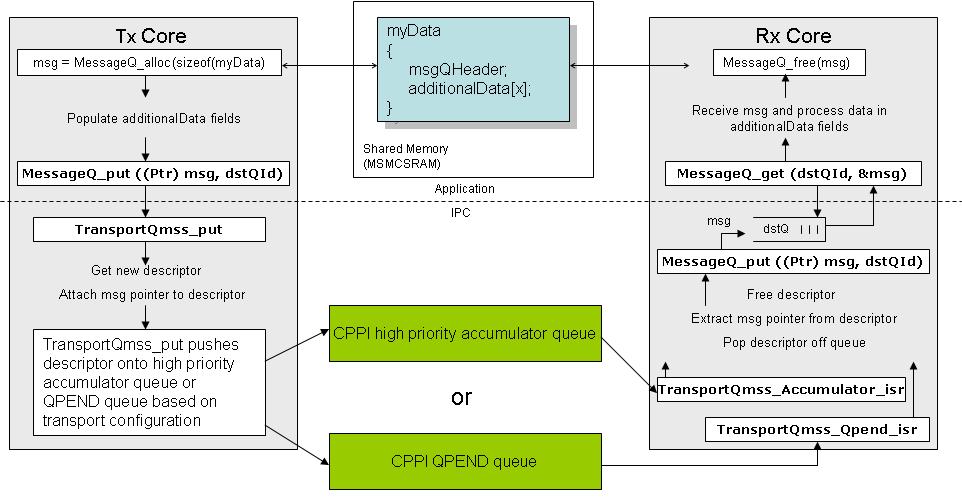 Tx Core
msg = MessageQ_alloc(sizeof(myData)
Populate additionalData fields
MessageQ_put ((Ptr) msg, dstQId)
TransportQmss_put
Get new descriptor
Attach msg pointer to descriptor
TransportQmss_put pushes
descriptor onto high priority
accumulator queue or
QPEND queue based on
transport configuration
myData
{
msgQHeader;
additionalData[x];
}
Shared Memory
(MSMCSRAM)
Application
IPC
CPPI high priority accumulator queue
or
CPPI QPEND queue
Rx Core
MessageQ_free(msg)
Receive msg and process data in
additionalData fields
MessageQ_get (dstQId, &msg)
msg
dstQ
MessageQ_put ((Ptr) msg, dstQId)
Free descriptor
Extract msg pointer from descriptor
Pop descriptor off queue
TransportQmss_Accumulator_isr
TransportQmss_Qpend_isr